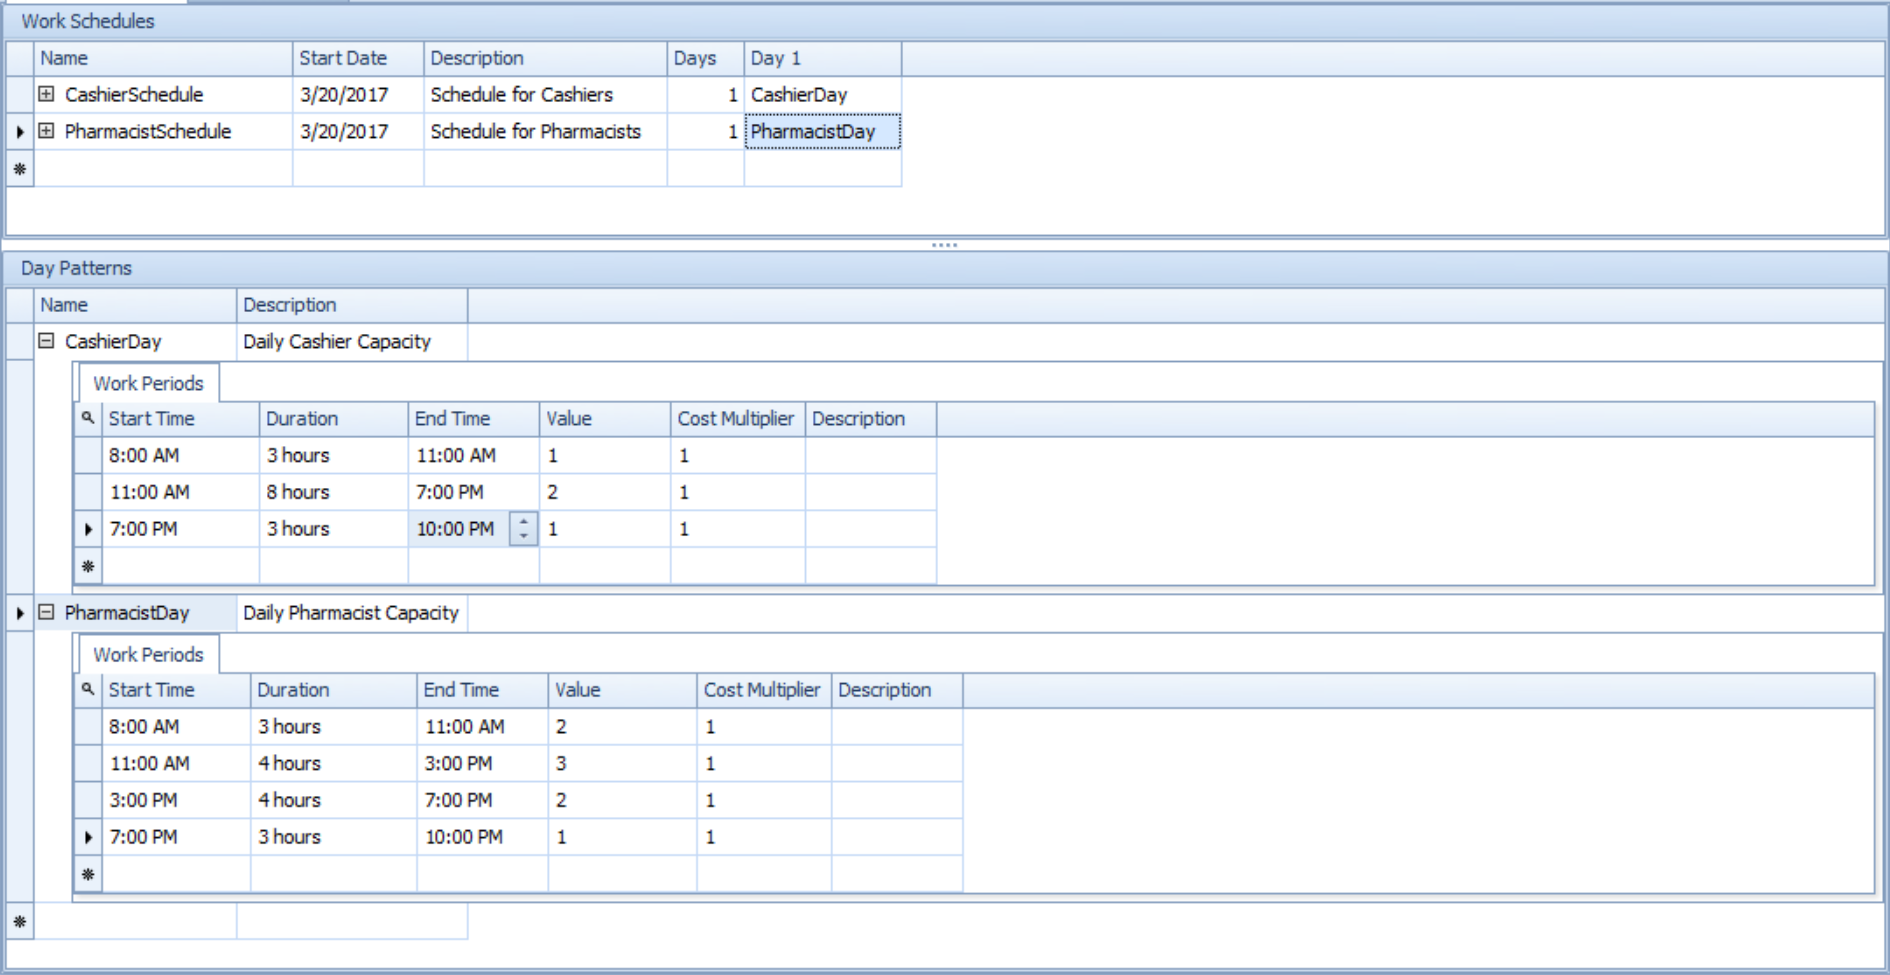 Work Schedules
Name Start Date Description Days Day 1
CashierSchedule 3/20/2017 Schedule for Cashiers 1 CashierDay
PharmacistSchedule 3/20/2017 Schedule for Pharmacists 1 PharmacistDay
Day Patterns
Name Description
CashierDay Daily Cashier Capacity
Work Periods
Start Time Duration End Time Value Cost Multiplier Description
8:00 AM 3 hours 11:00 AM 1 1
11:00 AM 8 hours 7:00 PM 2 1
7:00 PM 3 hours 10:00 PM 1 1
PharmacistDay Daily Pharmacist Capacity
Work Periods
Start Time Duration End Time Value Cost Multiplier Description
8:00 AM 3 hours 11:00 AM 2 1
11:00 AM 4 hours 3:00 PM 3 1
3:00 PM 4 hours 7:00 PM 2 1
7:00 PM 3 hours 10:00 PM 1 1